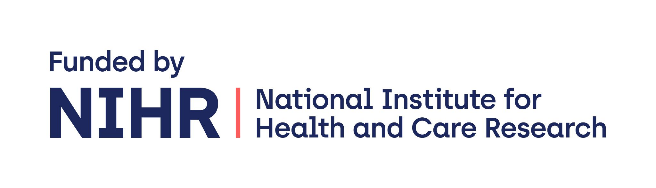 Funded by
NIHR | National Institute for
Health and Care Research